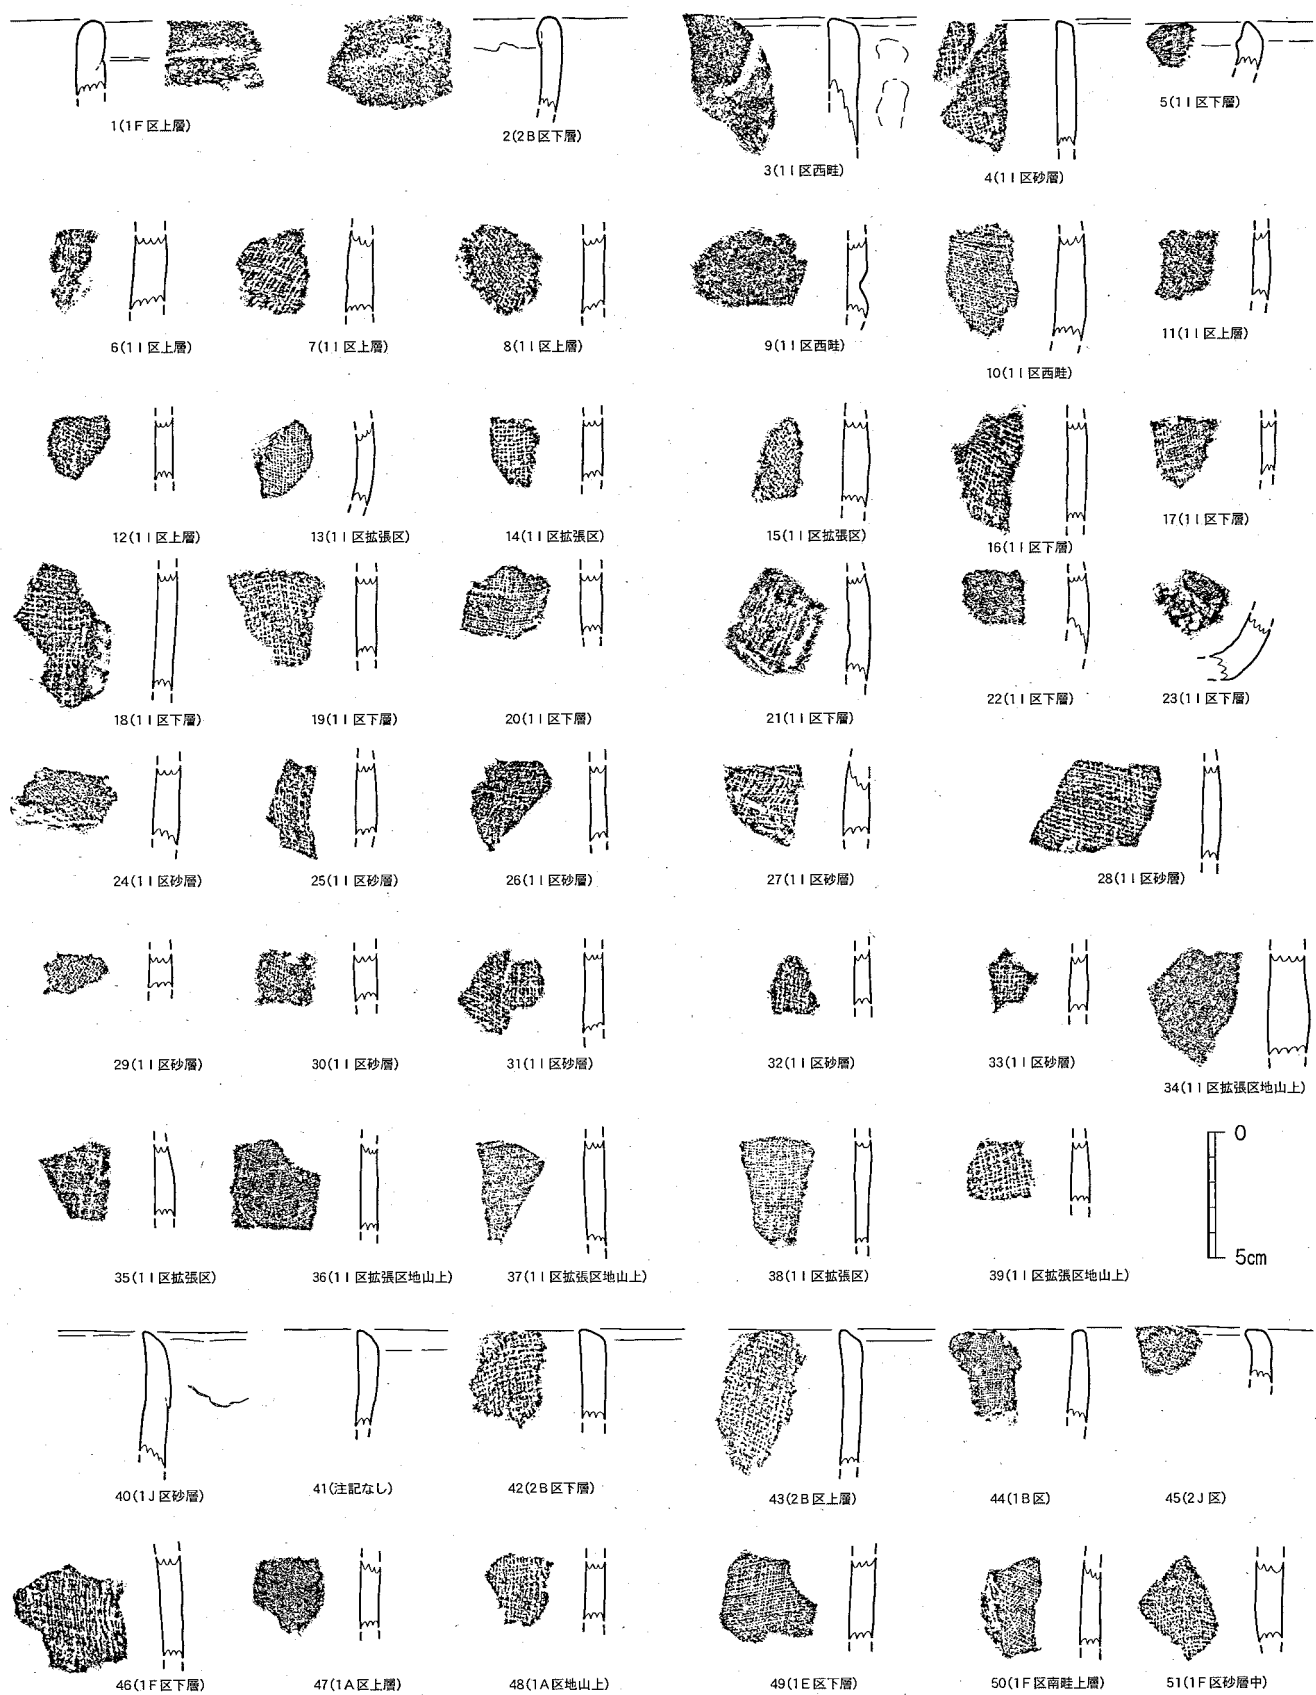 1(1F区上層)
2(2B区下層)
3(1I区西畦)
4(1I区砂層)
5(1I区下層)
6(1I区上層)
7(1I区上層)
8(1I区上層)
9(1I区西畦)
10(1I区西畦)
11(1I区上層)
12(1I区上層)
13(1I区拡張区)
14(1I区拡張区)
15(1I区拡張区)
16(1I区下層)
17(1I区下層)
18(1I区下層)
19(1I区下層)
20(1I区下層)
21(1I区下層)
22(1I区下層)
23(1I区下層)
24(1I区砂層)
25(1I区砂層)
26(1I区砂層)
27(1I区砂層)
28(1I区砂層)
29(1I区砂層)
30(1I区砂層)
31(1I区砂層)
32(1I区砂層)
33(1I区砂層)
34(1I区拡張区地山上)
35(1I区拡張区)
36(1I区拡張区地山上)
37(1I区拡張区地山上)
38(1I区拡張区)
39(1I区拡張区地山上)
0
5cm
40(1J区砂層)
41(注記なし)
42(2B区下層)
43(2B区上層)
44(1B区)
45(2J区)
46(1F区下層)
47(1A区上層)
48(1A区地山上)
49(1E区下層)
50(1F区南畦上層)
51(1F区砂層中)